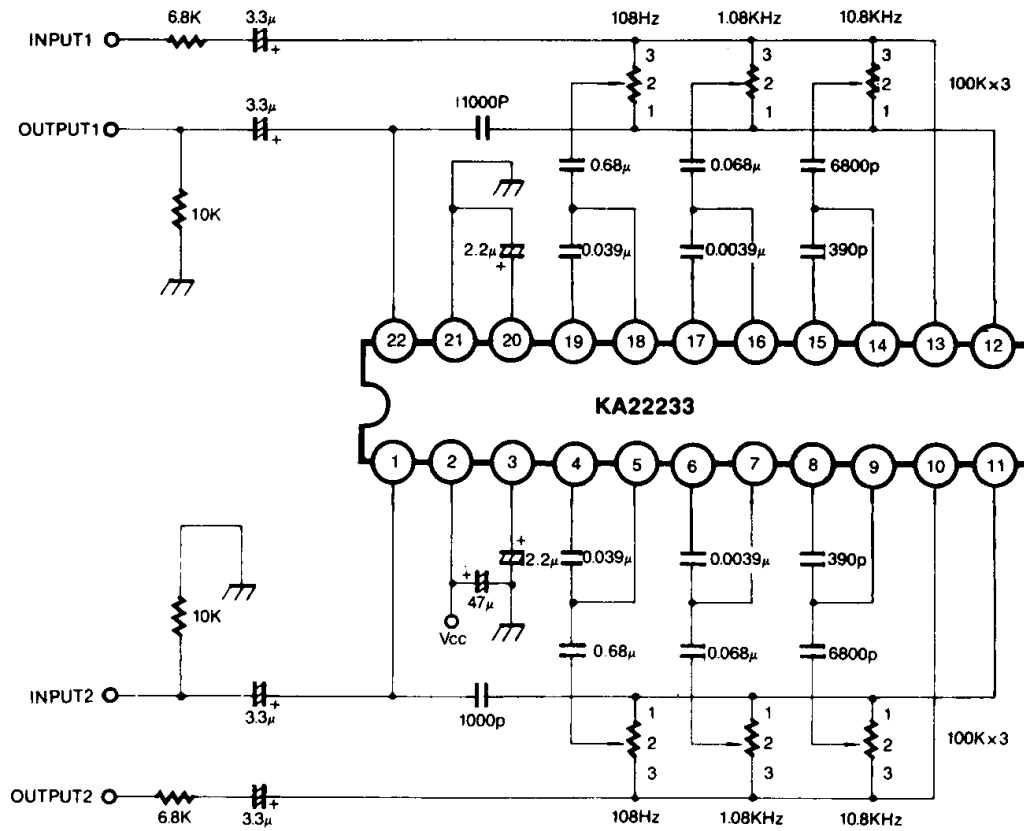 6.8K 3.3μ 108Hz 1.08KHz 10.8KHz
INPUT1 + 3 3 3
2 2 2 100K×3
3.3μ 11000P 1 1 1
OUTPUT1 +
0.68μ 0.068μ 6800p
10K
2.2μ 0.039μ 0.0039μ 390p
+
22 21 20 19 18 17 16 15 14 13 12
KA22233
1 2 3 4 5 6 7 8 9 10 11
+
2.2μ 0.039μ 0.0039μ 390p
+
47μ
10K
Vcc 0.68μ 0.068μ 6800p
INPUT2 +
3.3μ 1000p 1 1 1
2 2 2 100K×3
3 3 3
OUTPUT2 +
6.8K 3.3μ 108Hz 1.08KHz 10.8KHz